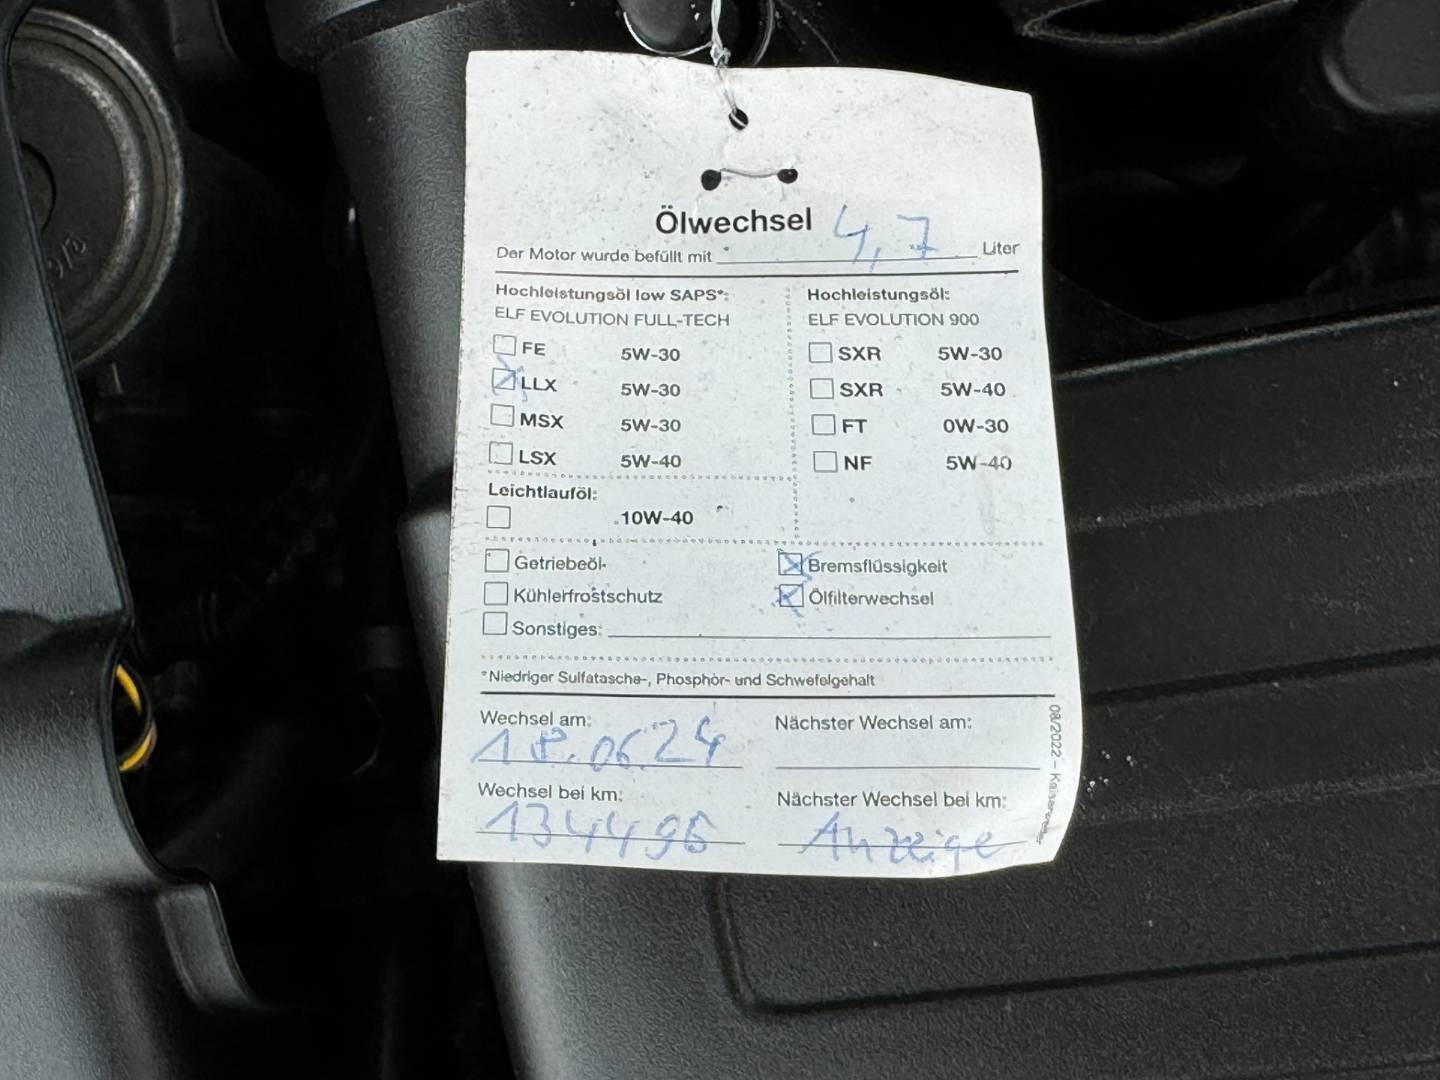 Ölwechsel
Der Motor wurde befüllt mit 4,7 Liter
Hochleistungsöl low SAPS*:
ELF EVOLUTION FULL-TECH
FE 5W-30
LLX 5W-30
MSX 5W-30
LSX 5W-40
Hochleistungsöl:
ELF EVOLUTION 900
SXR 5W-30
SXR 5W-40
FT 0W-30
NF 5W-40
Leichtlauföl:
10W-40
Getriebeöl
Kühlerfrostschutz
Sonstiges:
Bremsflüssigkeit
Ölfilterwechsel
*Niedriger Sulfatasche-, Phosphor- und Schwefelgehalt
Wechsel am:
18.06.24
Nächster Wechsel am:
Wechsel bei km:
134496
Nächster Wechsel bei km:
Anzeige
08/2022 –